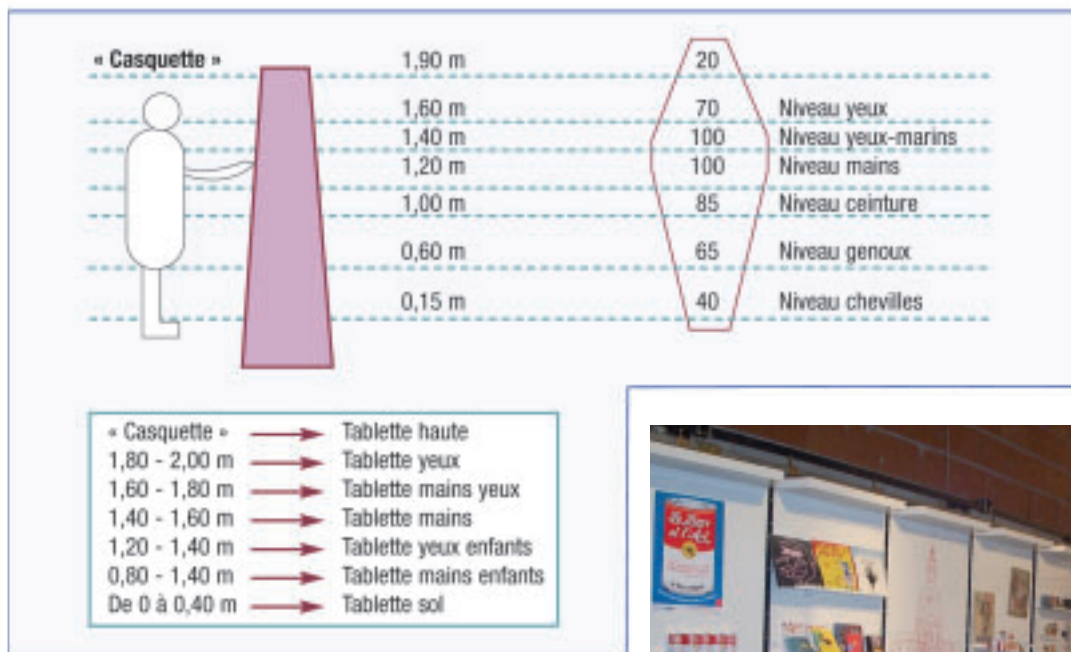 « Casquette » 1,90 m 20
1,60 m 70 Niveau yeux
1,40 m 100 Niveau yeux-marins
1,20 m 100 Niveau mains
1,00 m 85 Niveau ceinture
0,60 m 65 Niveau genoux
0,15 m 40 Niveau chevilles
« Casquette » Tablette haute
1,80 - 2,00 m Tablette yeux
1,60 - 1,80 m Tablette mains yeux
1,40 - 1,60 m Tablette mains
1,20 - 1,40 m Tablette yeux enfants
0,80 - 1,40 m Tablette mains enfants
De 0 à 0,40 m Tablette sol